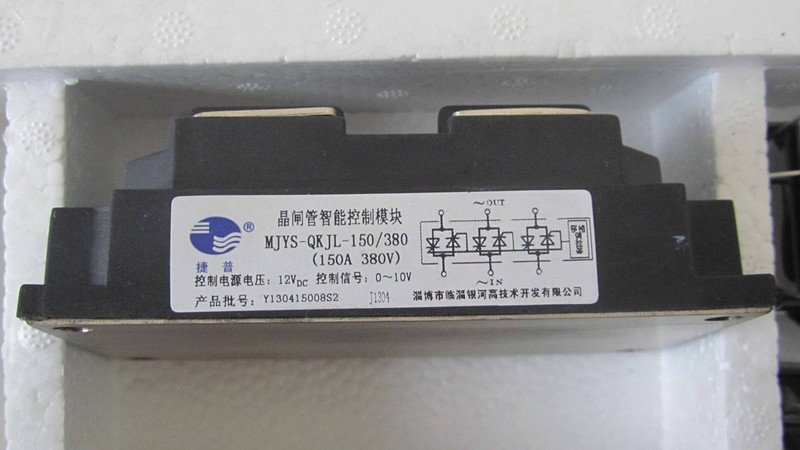 晶闸管智能控制模块
MJYS-QKJL-150/380
(150A 380V)
®
捷普
控制电源电压：12VDC 控制信号：0～10V
产品批号：Y130415008S2 J1304 淄博市临淄银河高技术开发有限公司
～OUT
～IN